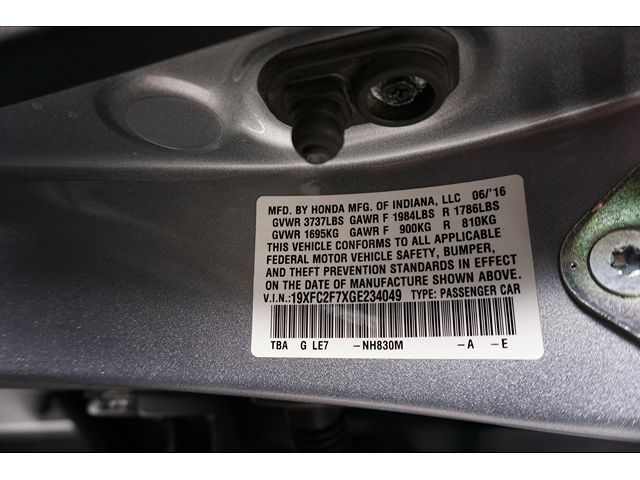 MFD. BY HONDA MFG. OF INDIANA, LLC 06/'16
GVWR 3737LBS GAWR F 1984LBS R 1786LBS
GVWR 1695KG GAWR F 900KG R 810KG
THIS VEHICLE CONFORMS TO ALL APPLICABLE
FEDERAL MOTOR VEHICLE SAFETY, BUMPER,
AND THEFT PREVENTION STANDARDS IN EFFECT
ON THE DATE OF MANUFACTURE SHOWN ABOVE.
V.I.N.:19XFC2F7XGE234049 TYPE: PASSENGER CAR
TBA G LE7 -NH830M -A -E